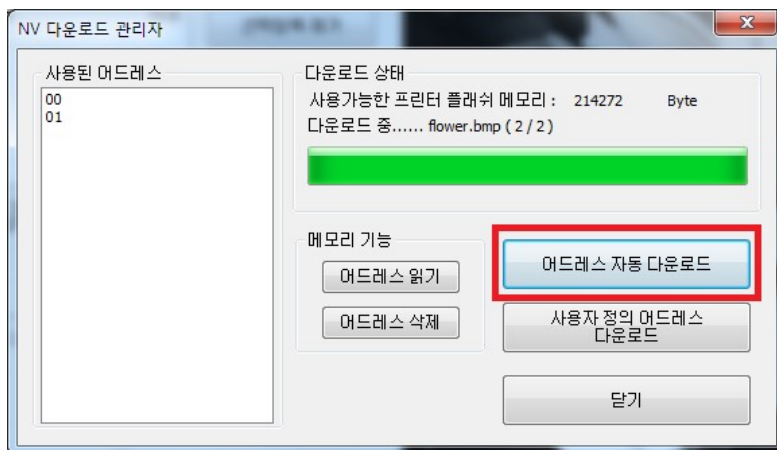 NV 다운로드 관리자
사용된 어드레스
00
01
다운로드 상태
사용가능한 프린터 플래쉬 메모리 : 214272 Byte
다운로드 중...... flower.bmp ( 2 / 2 )
메모리 기능
어드레스 읽기
어드레스 삭제
어드레스 자동 다운로드
사용자 정의 어드레스
다운로드
닫기